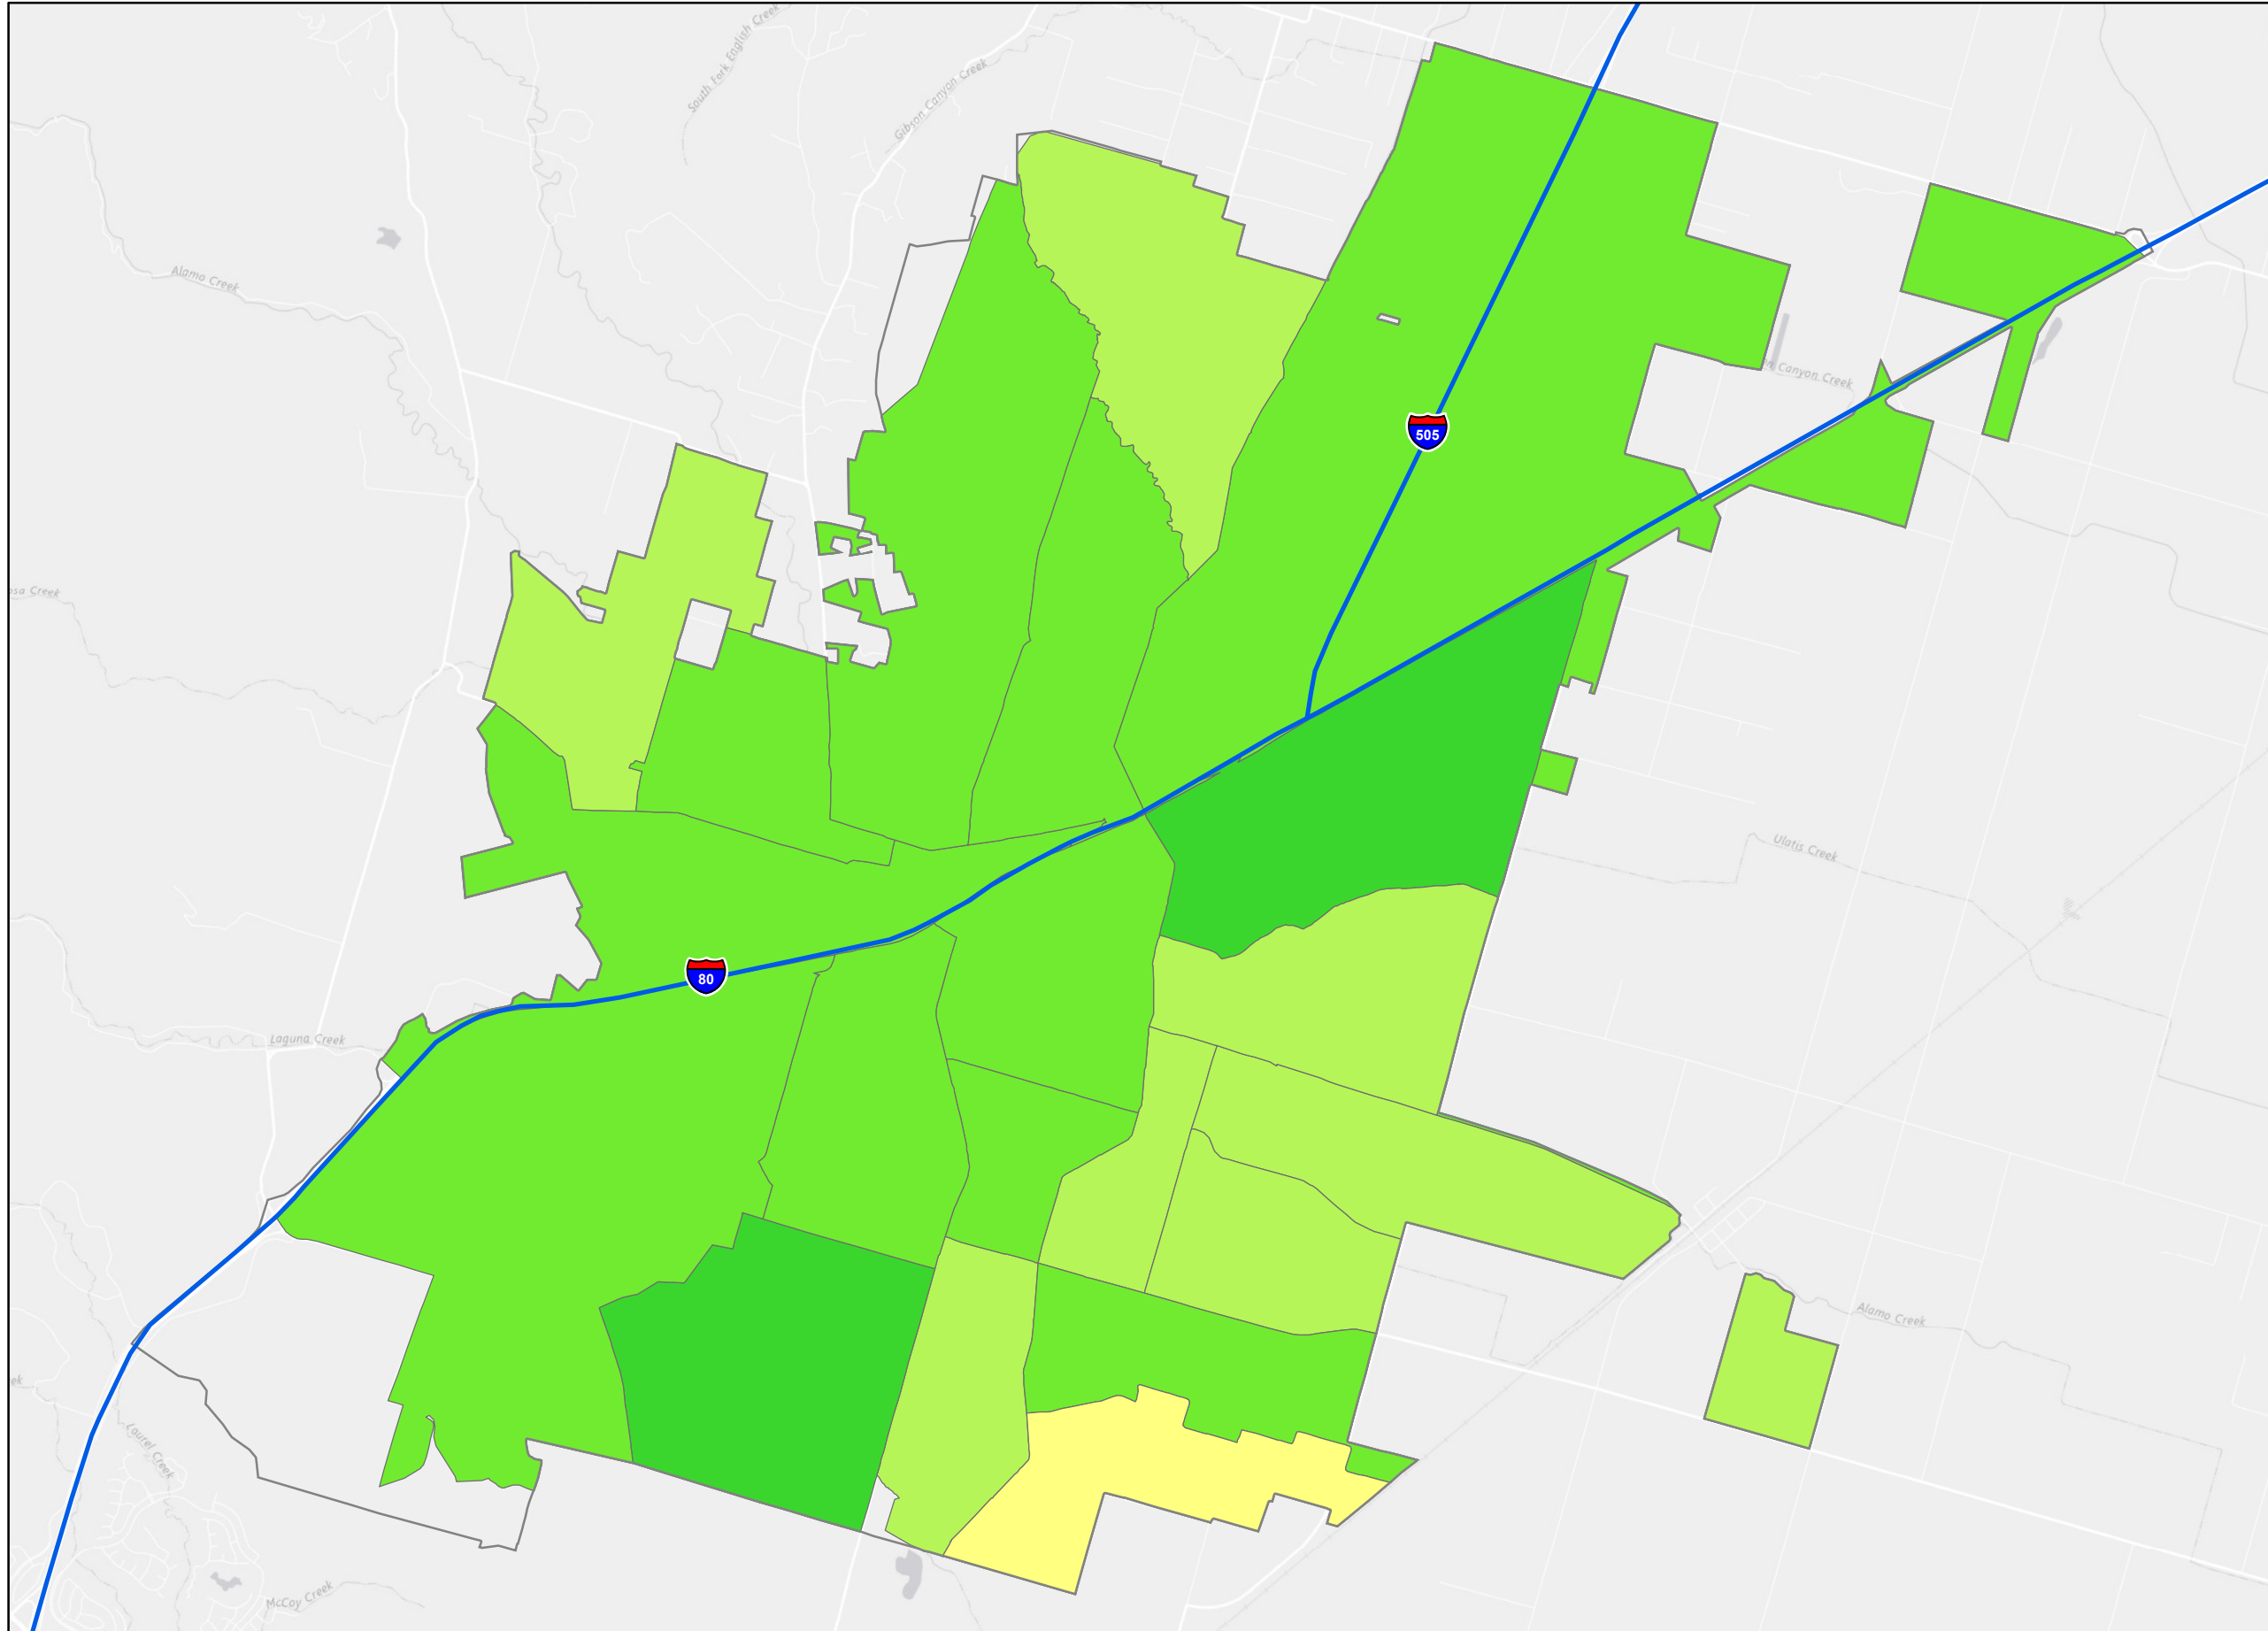 South Fork English Creek
Gibson Canyon Creek
Alamo Creek
Canyon Creek
505
Creek
Ulatis Creek
80
Laguna Creek
Alamo Creek
Laurel Creek
McCoy Creek